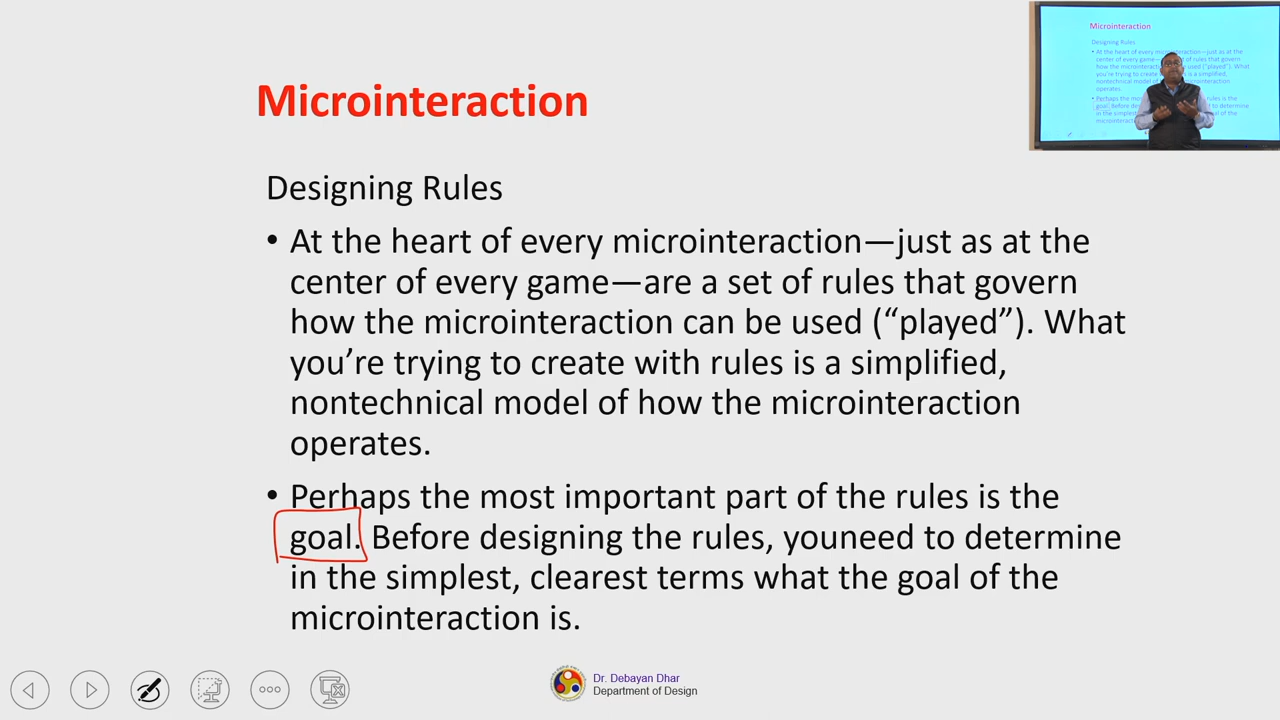 Microinteraction
Designing Rules
• At the heart of every microinteraction—just as at the
center of every game—are a set of rules that govern
how the microinteraction can be used (“played”). What
you’re trying to create with rules is a simplified,
nontechnical model of how the microinteraction
operates.
• Perhaps the most important part of the rules is the
goal. Before designing the rules, youneed to determine
in the simplest, clearest terms what the goal of the
microinteraction is.
Dr. Debayan Dhar
Department of Design
Microinteraction
Designing Rules